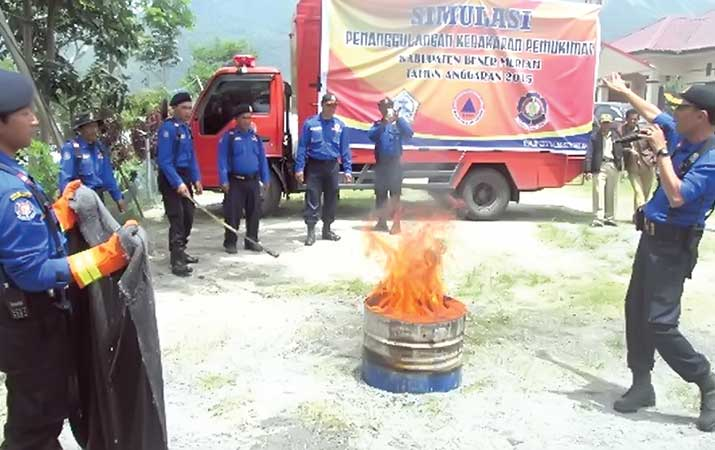 SIMULASI
PENANGGULANGAN KEBAKARAN PEMUKIMAN
KABUPATEN BENER MERIAH
TAHUN ANGGARAN 2015